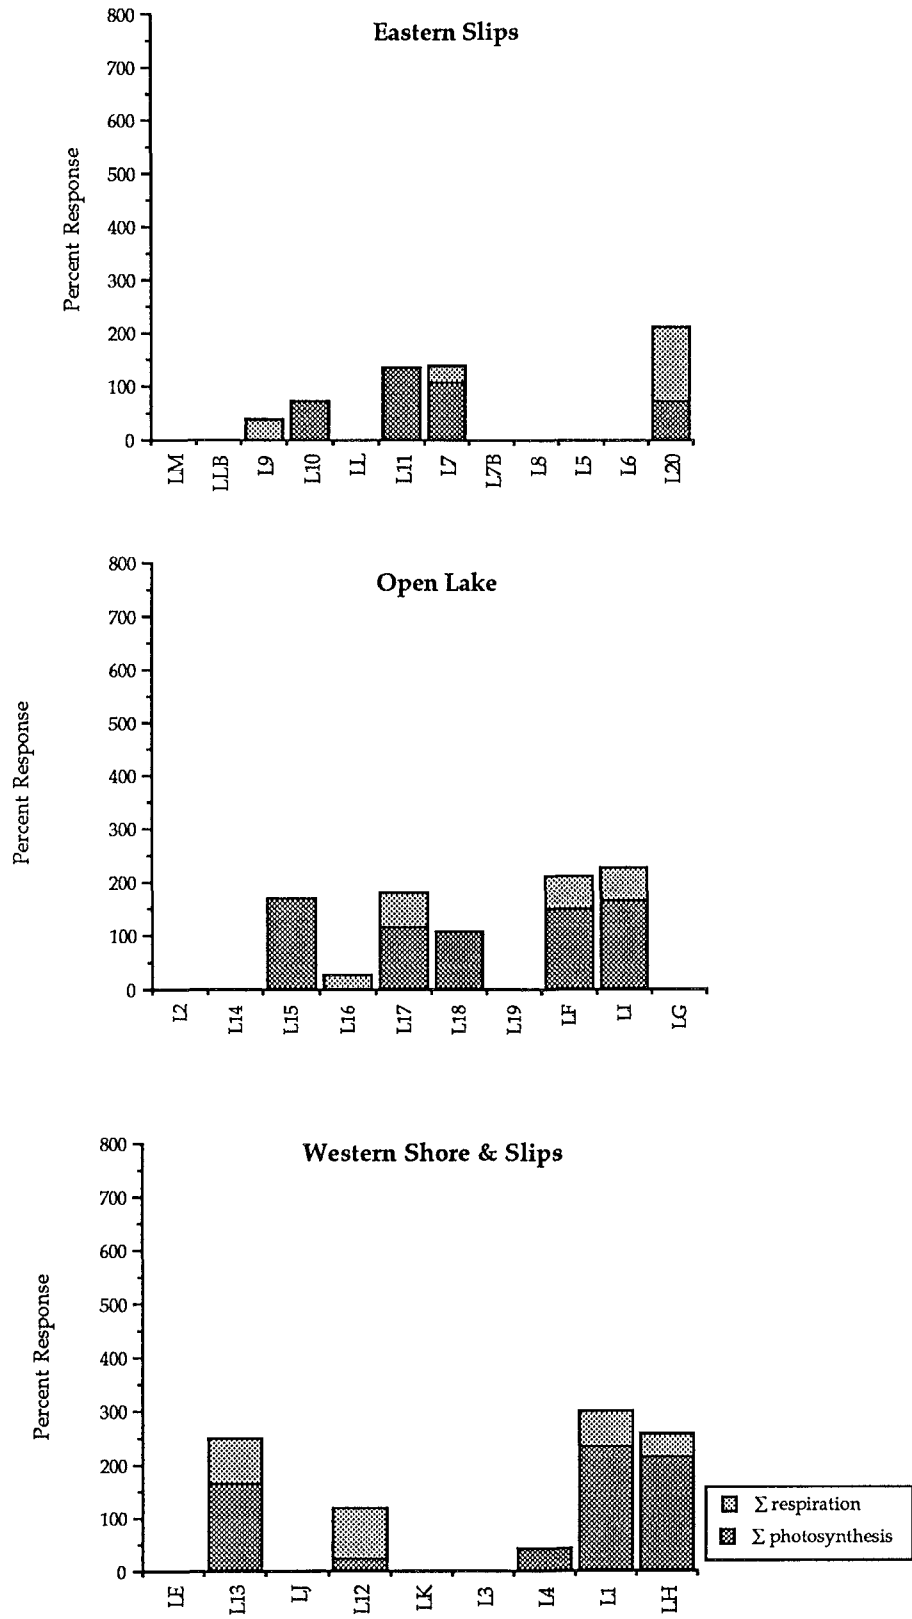 Eastern Slips
Percent Response
800
700
600
500
400
300
200
100
0
LM LLB L9 L10 LL L11 L7 L7B L8 L5 L6 L20
Open Lake
Percent Response
800
700
600
500
400
300
200
100
0
L2 L14 L15 L16 L17 L18 L19 LF LI LG
Western Shore & Slips
Percent Response
800
700
600
500
400
300
200
100
0
LE L13 LJ L12 LK L3 L4 L1 LH
Σ respiration
Σ photosynthesis